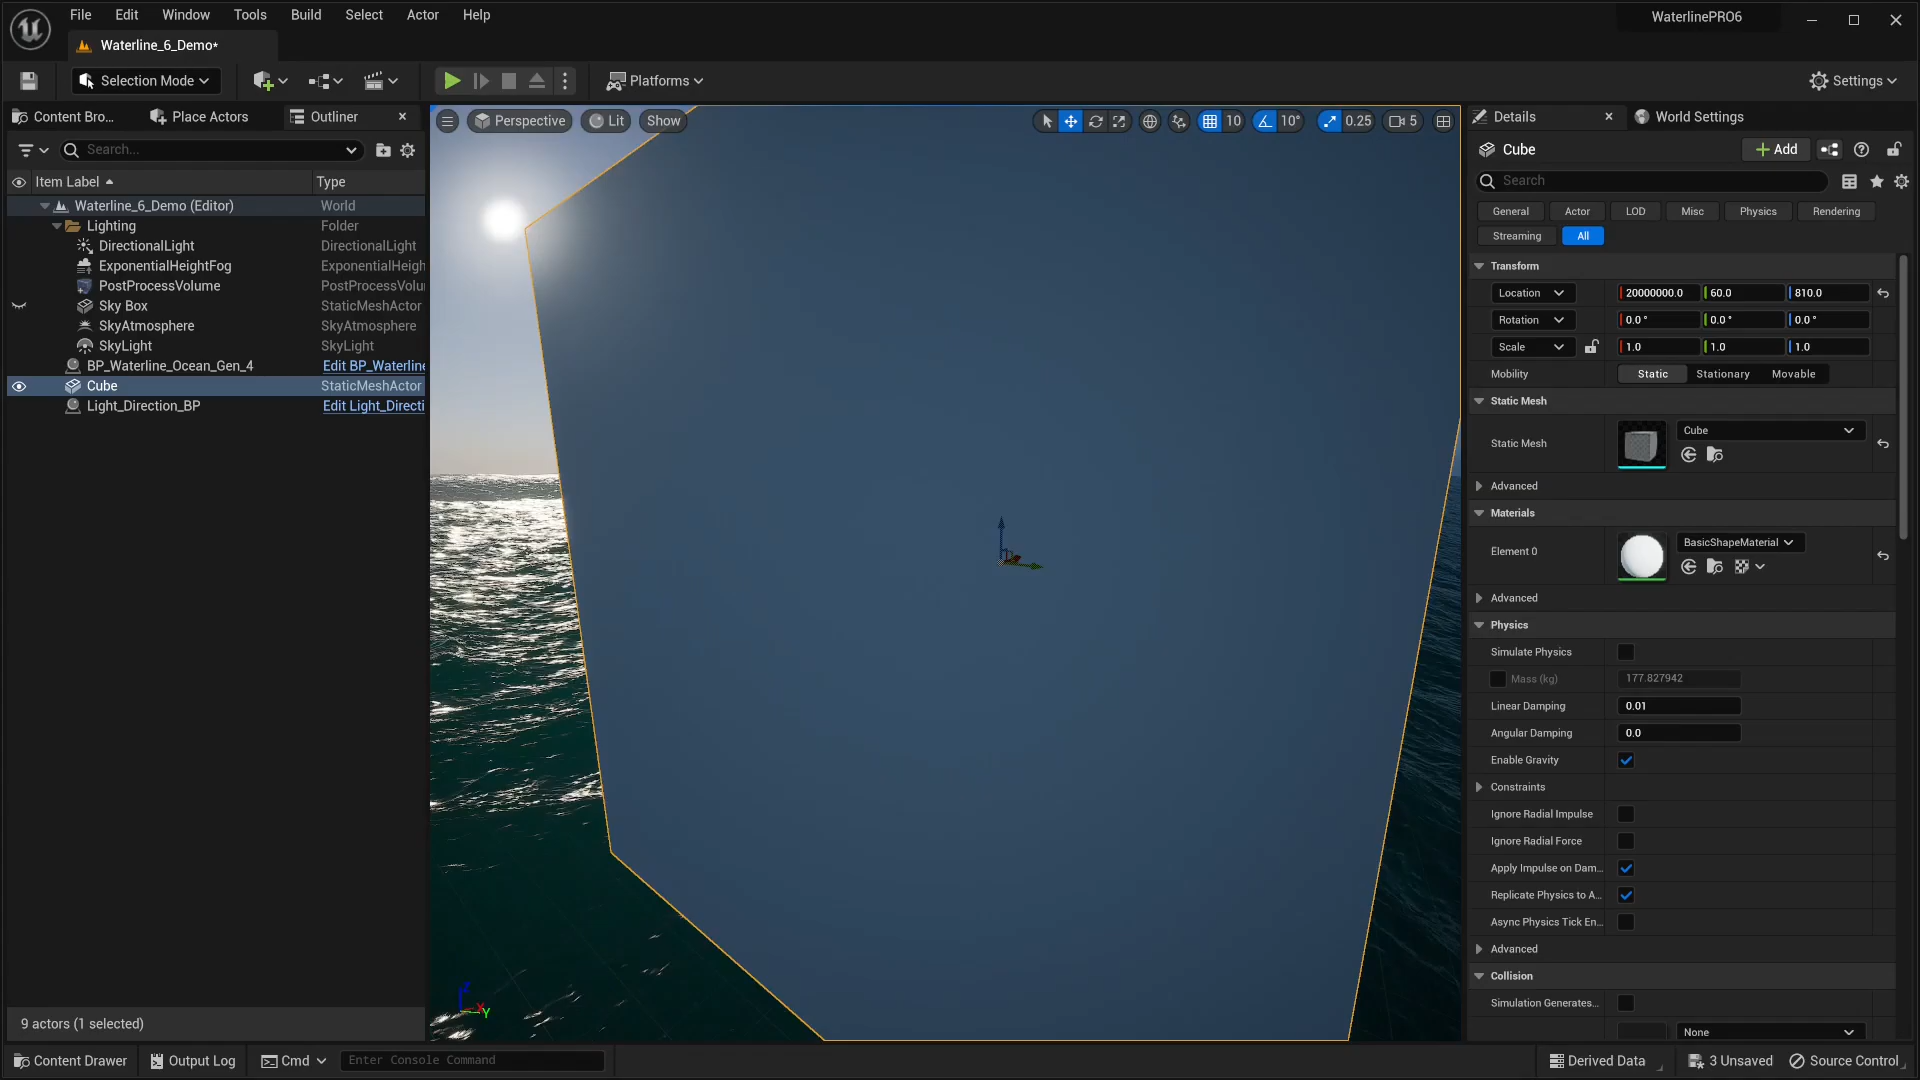 File Edit Window Tools Build Select Actor Help
WaterlinePRO6
Waterline_6_Demo*
Selection Mode
Platforms
Settings
Content Bro...
Place Actors
Outliner
Search...
Item Label
Type
Waterline_6_Demo (Editor) World
Lighting Folder
DirectionalLight DirectionalLight
ExponentialHeightFog ExponentialHeigh
PostProcessVolume PostProcessVolu
Sky Box StaticMeshActor
SkyAtmosphere SkyAtmosphere
SkyLight SkyLight
BP_Waterline_Ocean_Gen_4 Edit BP_Waterline
Cube StaticMeshActor
Light_Direction_BP Edit Light_Directi
9 actors (1 selected)
Perspective Lit Show
10 10° 0.25 5
Z X Y
Details
World Settings
Cube
Add
Search
General Actor LOD Misc Physics Rendering
Streaming All
Transform
Location 20000000.0 60.0 810.0
Rotation 0.0° 0.0° 0.0°
Scale 1.0 1.0 1.0
Mobility Static Stationary Movable
Static Mesh
Static Mesh Cube
Advanced
Materials
Element 0 BasicShapeMaterial
Advanced
Physics
Simulate Physics
Mass (kg) 177.827942
Linear Damping 0.01
Angular Damping 0.0
Enable Gravity
Constraints
Ignore Radial Impulse
Ignore Radial Force
Apply Impulse on Dam...
Replicate Physics to A...
Async Physics Tick En...
Advanced
Collision
Simulation Generates...
None
Content Drawer
Output Log
Cmd
Enter Console Command
Derived Data
3 Unsaved
Source Control